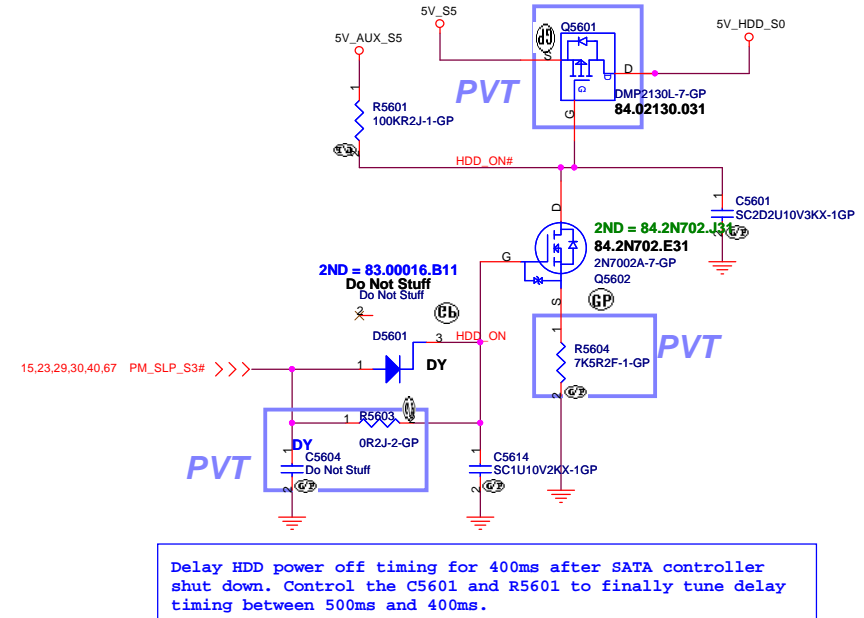 5V_S5
5V_AUX_S5
5V_HDD_S0
Q5601
S
D
D
G
G
PVT
DMP2130L-7-GP
84.02130.031
1
R5601
100KR2J-1-GP
2
HDD_ON#
1
C5601
SC2D2U10V3KX-1GP
2
D
2ND = 84.2N702.J31
84.2N702.E31
2N7002A-7-GP
Q5602
G
S
GP
2ND = 83.00016.B11
Do Not Stuff
Do Not Stuff
2
D5601
3
HDD_ON
1
DY
15,23,29,30,40,67 PM_SLP_S3#
1
R5604
7K5R2F-1-GP
2
PVT
1
R5603
2
0R2J-2-GP
DY
1
C5604
Do Not Stuff
2
PVT
1
C5614
SC1U10V2KX-1GP
2
Delay HDD power off timing for 400ms after SATA controller
shut down. Control the C5601 and R5601 to finally tune delay
timing between 500ms and 400ms.